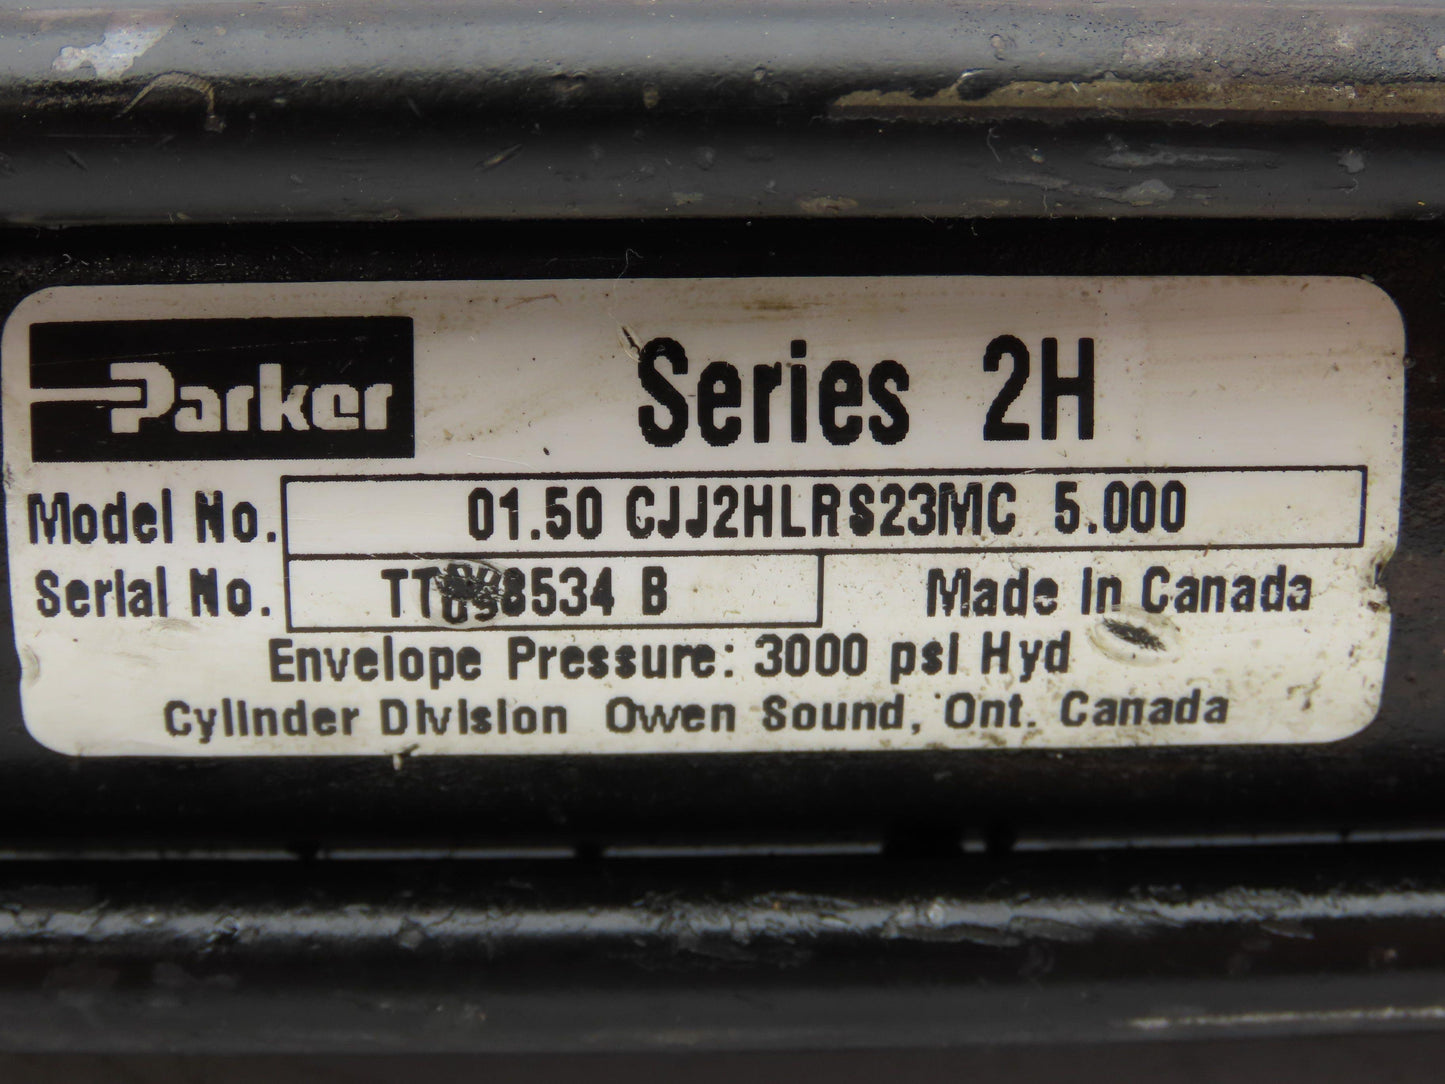 Parker
Series 2H
Model No. 01.50 CJJ2HLRS23MC 5.000
Serial No. B
Made In Canada
Envelope Pressure: 3000 psi Hyd
Cylinder Division Owen Sound, Ont. Canada